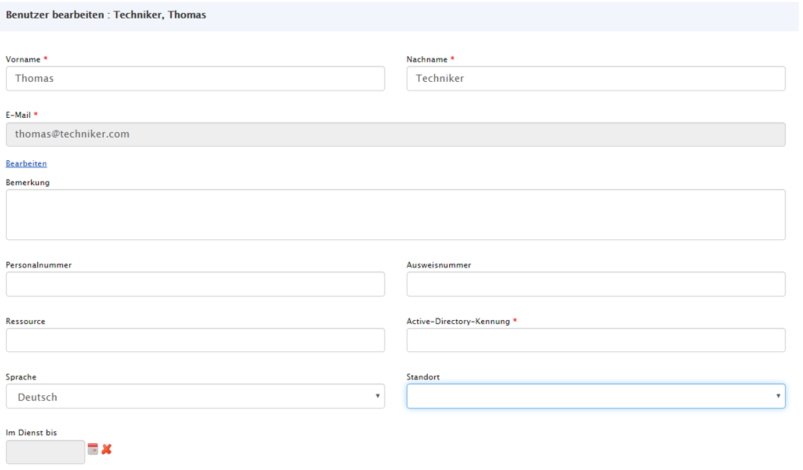 Benutzer bearbeiten : Techniker, Thomas
Vorname * Nachname *
Thomas Techniker
E-Mail *
thomas@techniker.com
Bearbeiten
Bemerkung
Personalnummer Ausweisnummer
Ressource Active-Directory-Kennung *
Sprache Standort
Deutsch
Im Dienst bis